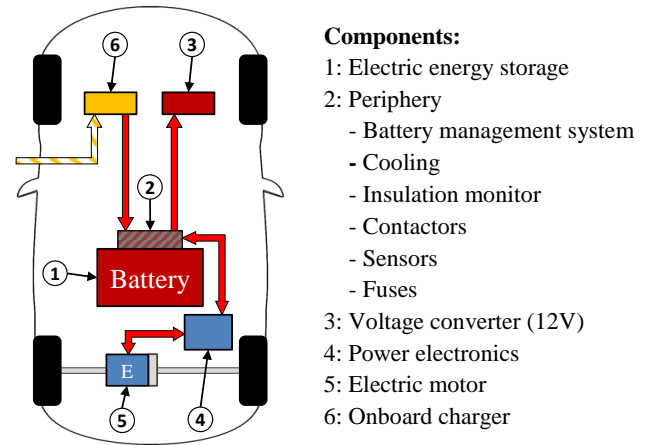 6
3
2
Battery
1
E
5
4
Components:
1: Electric energy storage
2: Periphery
- Battery management system
- Cooling
- Insulation monitor
- Contactors
- Sensors
- Fuses
3: Voltage converter (12V)
4: Power electronics
5: Electric motor
6: Onboard charger